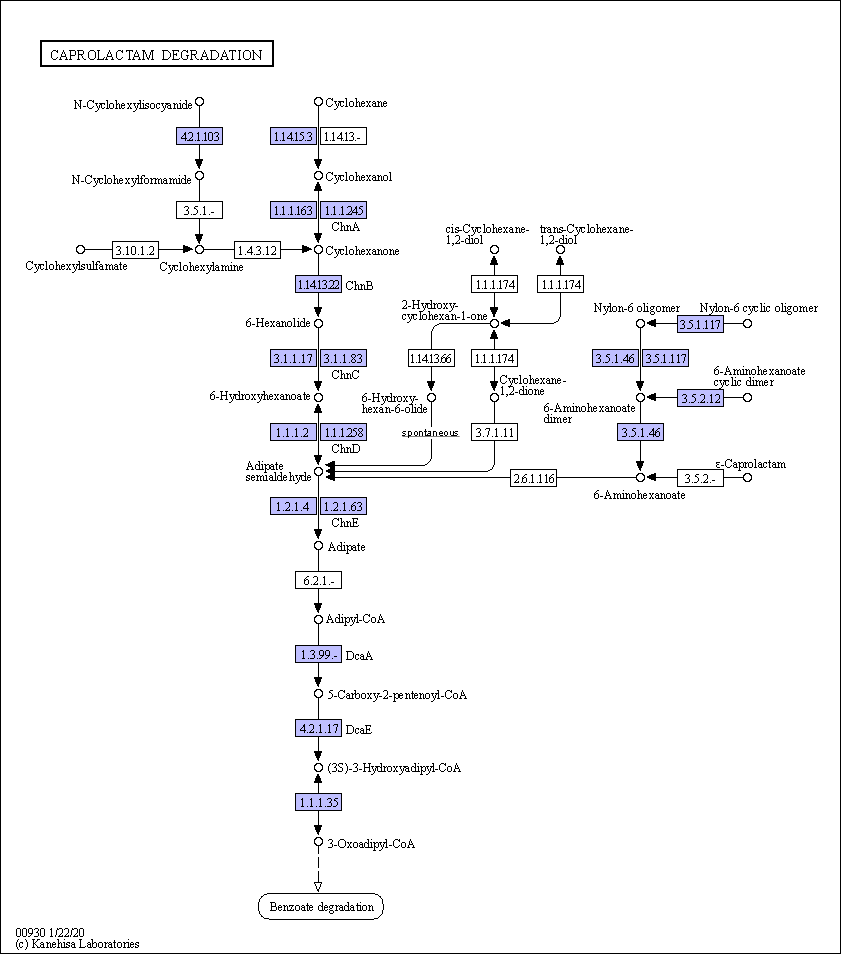 CAPROLACTAM DEGRADATION
N-Cyclohexylisocyanide
Cyclohexane
4.2.1.103
1.14.15.3
1.14.13.-
N-Cyclohexylformamide
Cyclohexanol
3.5.1.-
1.1.1.163
1.1.1.245
ChnA
cis-Cyclohexane-
1,2-diol
trans-Cyclohexane-
1,2-diol
3.10.1.2
1.4.3.12
Cyclohexanone
Cyclohexylsulfamate
Cyclohexylamine
1.14.13.22
ChnB
1.1.1.174
1.1.1.174
2-Hydroxy-
cyclohexan-1-one
Nylon-6 oligomer
Nylon-6 cyclic oligomer
6-Hexanolide
3.5.1.117
3.1.1.17
3.1.1.83
ChnC
1.14.13.66
1.1.1.174
3.5.1.46
3.5.1.117
6-Aminohexanoate
cyclic dimer
Cyclohexane-
1,2-dione
6-Hydroxyhexanoate
6-Hydroxy-
hexan-6-olide
3.5.2.12
6-Aminohexanoate
dimer
1.1.1.2
1.1.1.258
ChnD
spontaneous
3.7.1.11
3.5.1.46
Adipate
semialdehyde
ε-Caprolactam
2.6.1.116
3.5.2.-
6-Aminohexanoate
1.2.1.4
1.2.1.63
ChnE
Adipate
6.2.1.-
Adipyl-CoA
1.3.99.-
DcaA
5-Carboxy-2-pentenoyl-CoA
4.2.1.17
DcaE
(3S)-3-Hydroxyadipyl-CoA
1.1.1.35
3-Oxoadipyl-CoA
Benzoate degradation
00930 1/22/20
(c) Kanehisa Laboratories